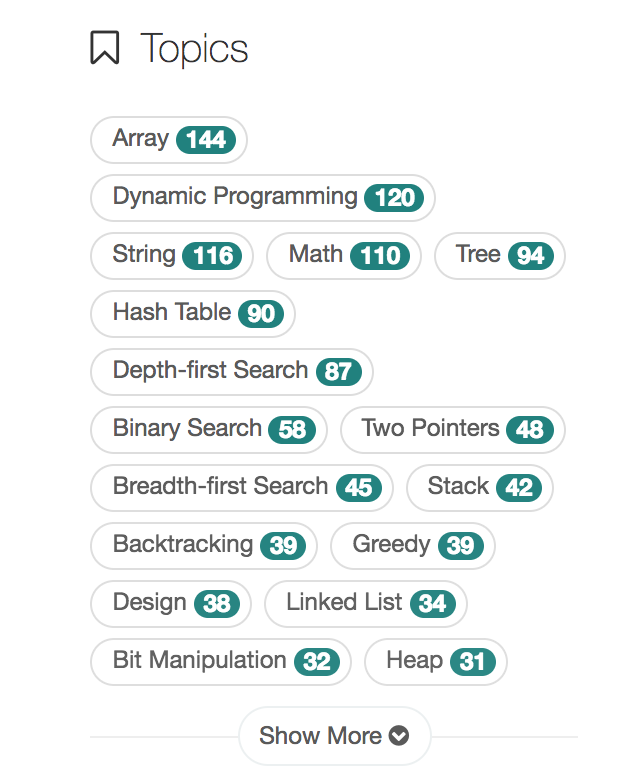 Topics
Array 144
Dynamic Programming 120
String 116 Math 110 Tree 94
Hash Table 90
Depth-first Search 87
Binary Search 58 Two Pointers 48
Breadth-first Search 45 Stack 42
Backtracking 39 Greedy 39
Design 38 Linked List 34
Bit Manipulation 32 Heap 31
Show More